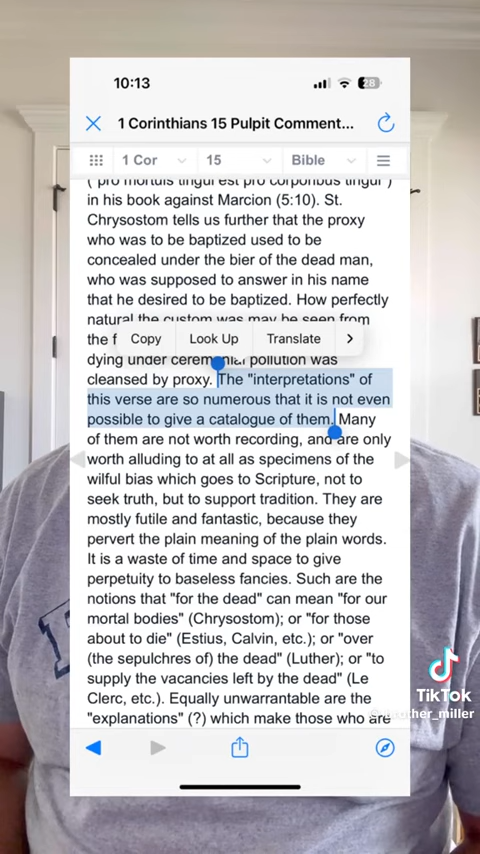 10:13
28
1 Corinthians 15 Pulpit Comment...
1 Cor
15
Bible
("pro mortuis tingui est pro corporibus tingui")
in his book against Marcion (5:10). St.
Chrysostom tells us further that the proxy
who was to be baptized used to be
concealed under the bier of the dead man,
who was supposed to answer in his name
that he desired to be baptized. How perfectly
natural the custom was may be seen from
the f
Copy
Look Up
Translate
dying under ceremonial pollution was
cleansed by proxy. The "interpretations" of
this verse are so numerous that it is not even
possible to give a catalogue of them. Many
of them are not worth recording, and are only
worth alluding to at all as specimens of the
wilful bias which goes to Scripture, not to
seek truth, but to support tradition. They are
mostly futile and fantastic, because they
pervert the plain meaning of the plain words.
It is a waste of time and space to give
perpetuity to baseless fancies. Such are the
notions that "for the dead" can mean "for our
mortal bodies" (Chrysostom); or "for those
about to die" (Estius, Calvin, etc.); or "over
(the sepulchres of) the dead" (Luther); or "to
supply the vacancies left by the dead" (Le
Clerc, etc.). Equally unwarrantable are the
"explanations" (?) which make those who are
TikTok
brother_miller